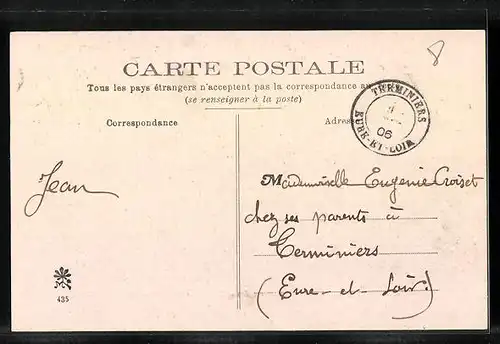 8
CARTE POSTALE
Tous les pays étrangers n'acceptent pas la correspondance au
(se renseigner à la poste)
TERMINIERS
06
EURE-ET-LOIR
Correspondance
Adres
Jean
Mademoiselle Eugenie Croiset
chez ses parents à
Terminiers
(Eure-et-Loir.)
435